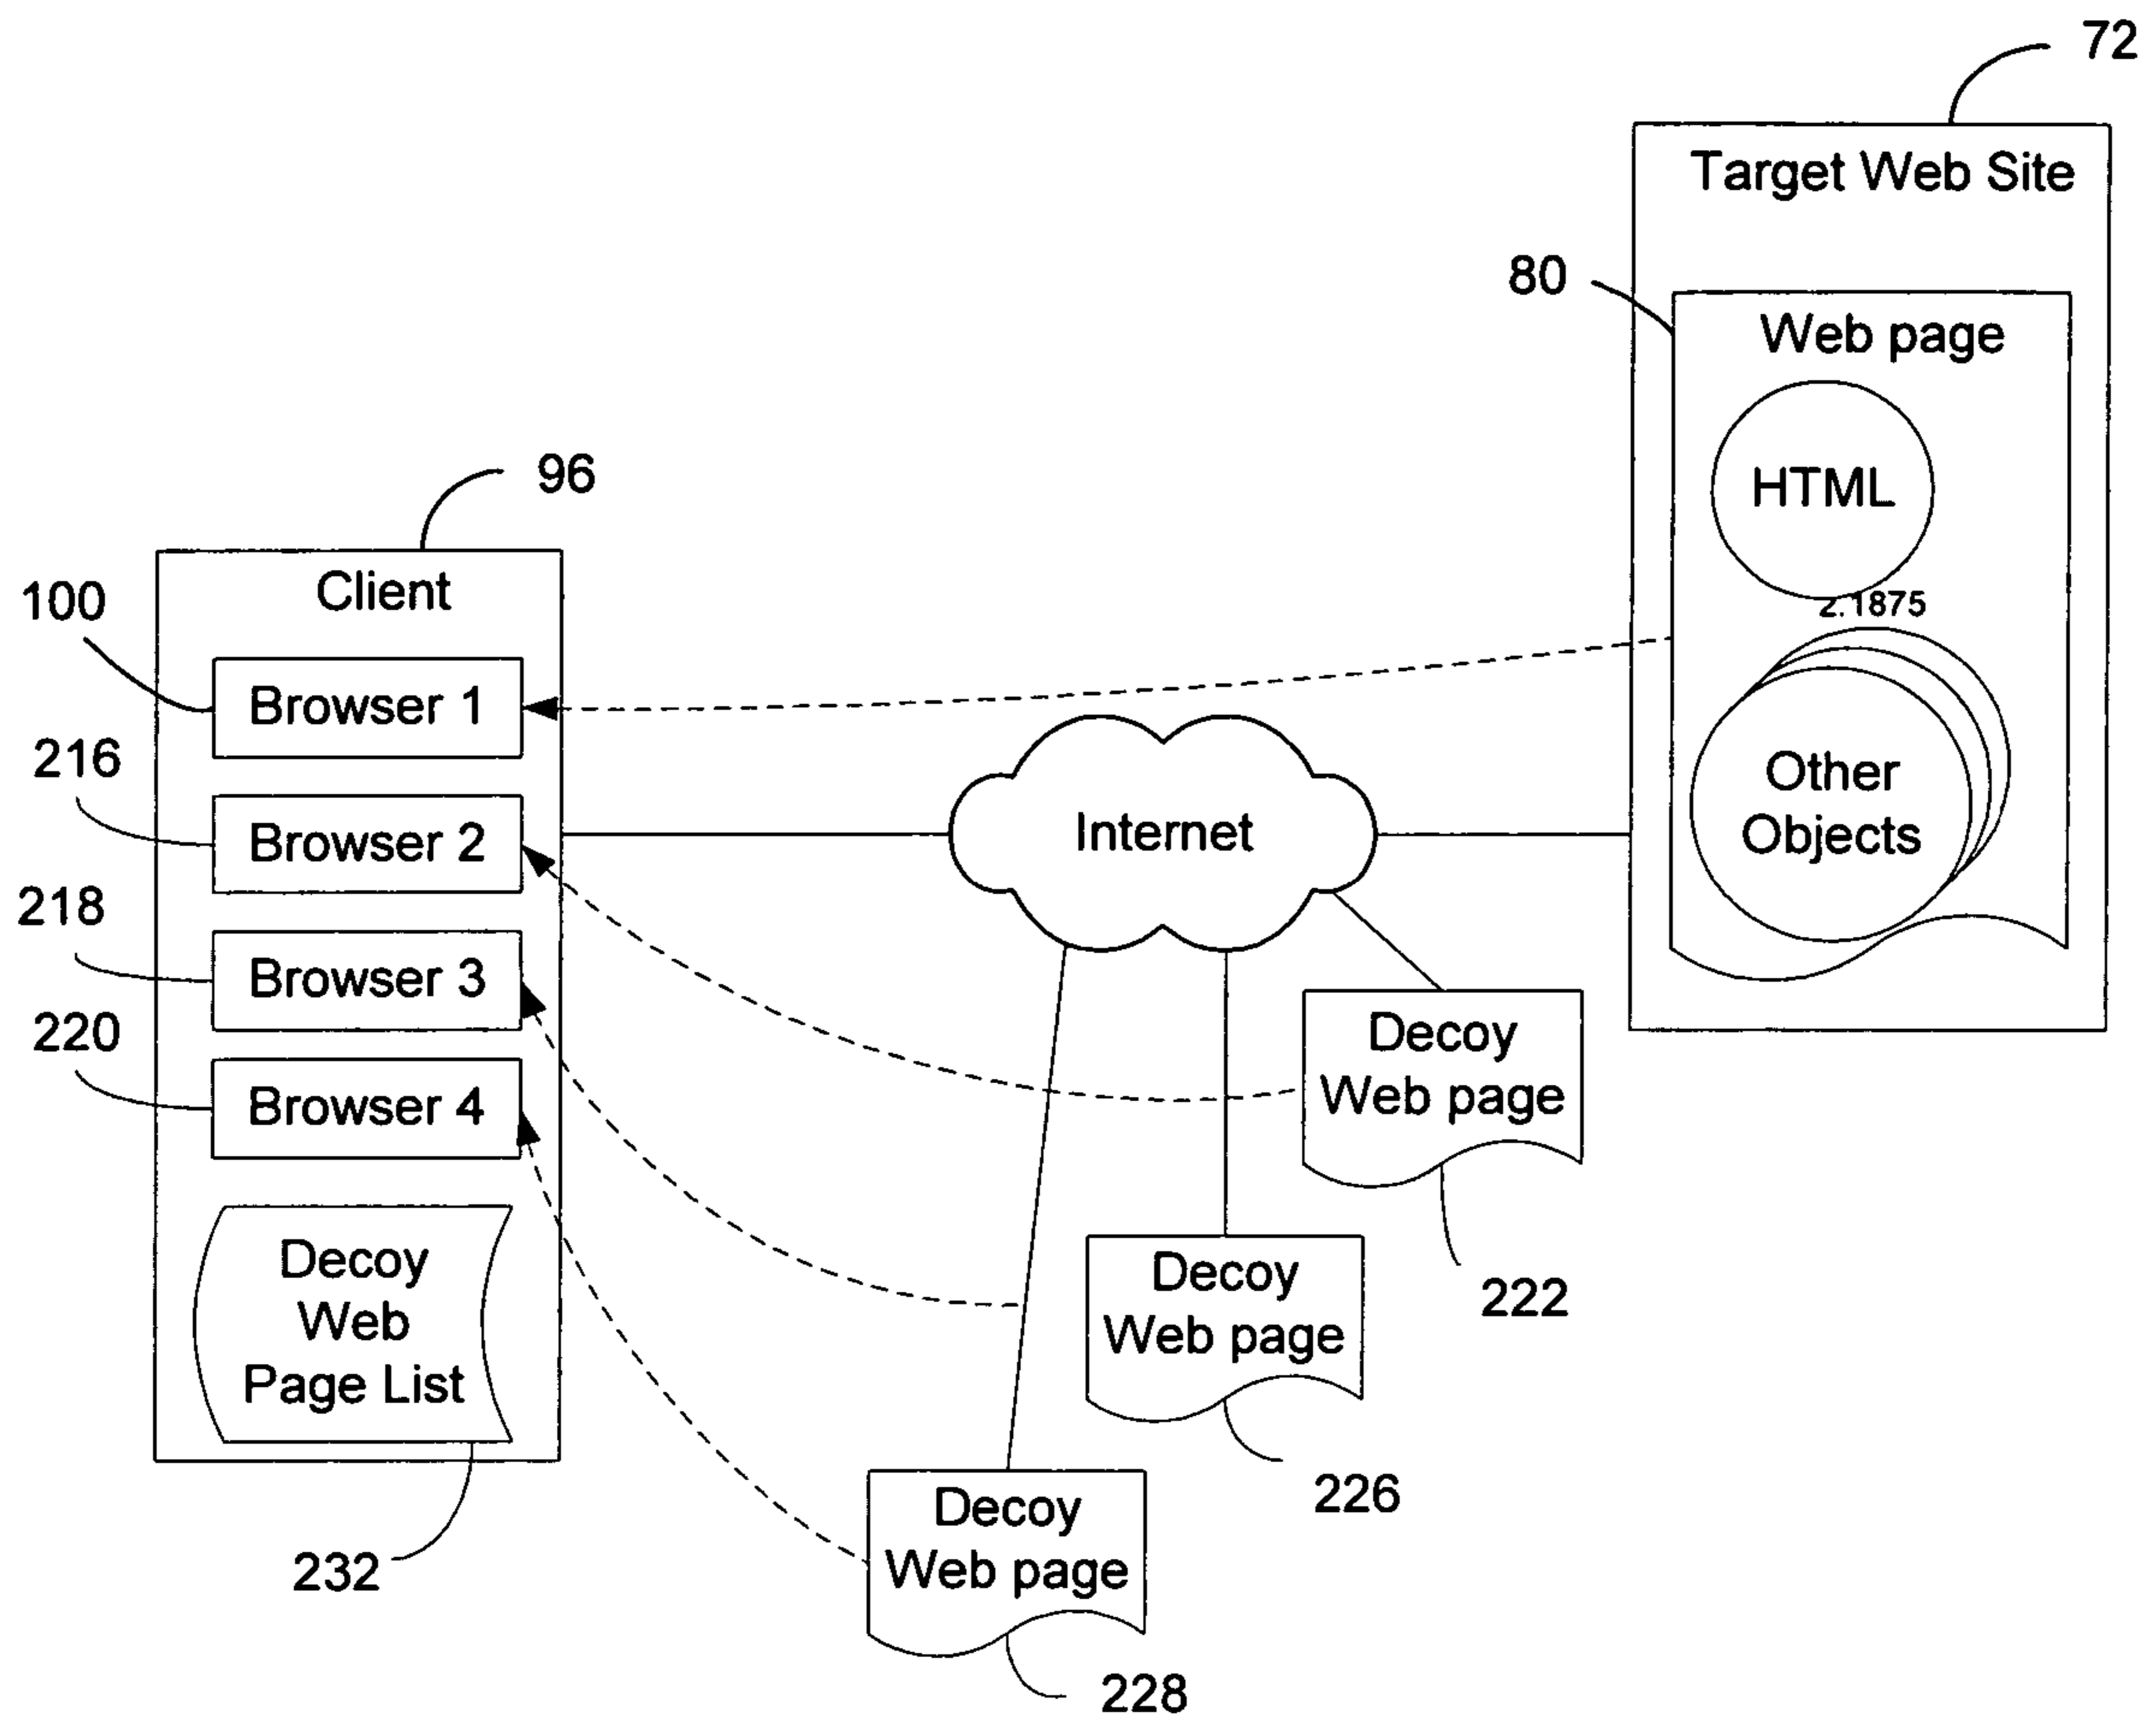 72
Target Web Site
80
Web page
HTML
2.1875
Other
Objects
96
Client
100
Browser 1
216
Browser 2
218
Browser 3
220
Browser 4
Decoy
Web
Page List
232
Internet
Decoy
Web page
222
Decoy
Web page
226
Decoy
Web page
228